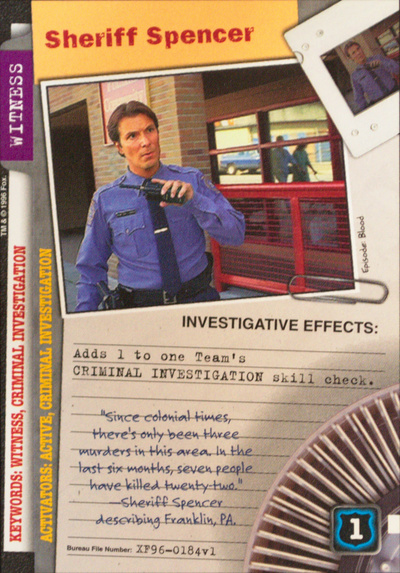 Sheriff Spencer
WITNESS
TM & © 1996 Fox.
KEYWORDS: WITNESS, CRIMINAL INVESTIGATION
ACTIVATORS: ACTIVE, CRIMINAL INVESTIGATION
Episode: Blood
INVESTIGATIVE EFFECTS:
Adds 1 to one Team's
CRIMINAL INVESTIGATION skill check.
"Since colonial times,
there's only been three
murders in this area. In the
last six months, seven people
have killed twenty-two."
—Sheriff Spencer
describing Franklin, PA.
Bureau File Number: XF96-0184v1
1